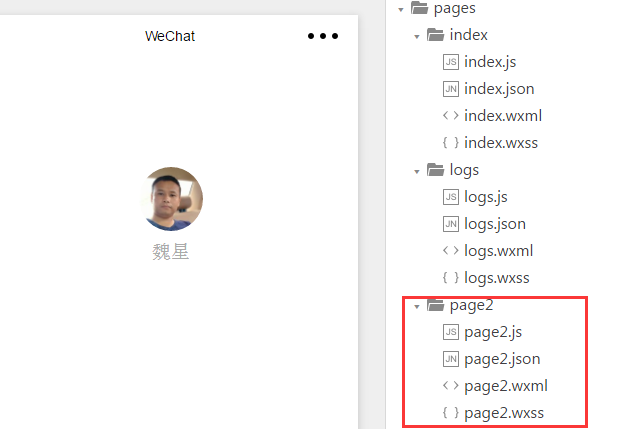 WeChat
魏星
pages
index
JS index.js
JN index.json
< > index.wxml
{ } index.wxss
logs
JS logs.js
JN logs.json
< > logs.wxml
{ } logs.wxss
page2
JS page2.js
JN page2.json
< > page2.wxml
{ } page2.wxss